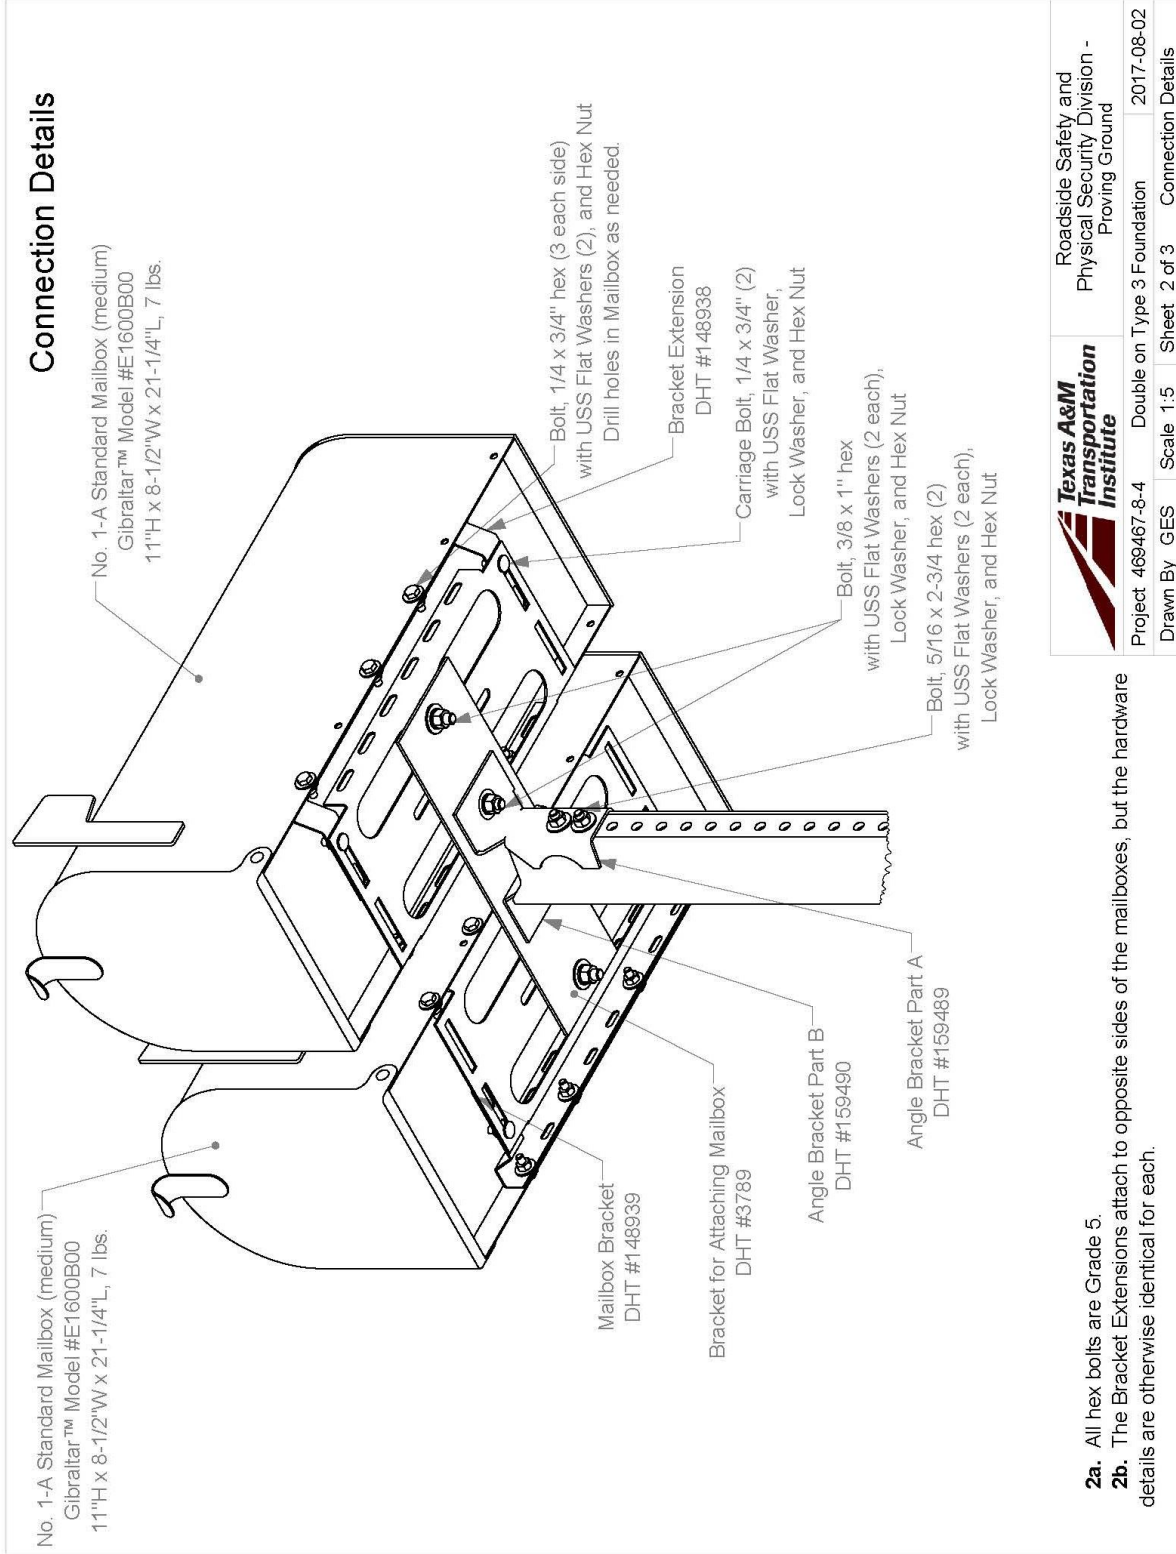 Connection Details
No. 1-A Standard Mailbox (medium)
Gibraltar™ Model #E1600B00
11"H x 8-1/2"W x 21-1/4"L, 7 lbs.
No. 1-A Standard Mailbox (medium)
Gibraltar™ Model #E1600B00
11"H x 8-1/2"W x 21-1/4"L, 7 lbs.
Bolt, 1/4 x 3/4" hex (3 each side)
with USS Flat Washers (2), and Hex Nut
Drill holes in Mailbox as needed.
Bracket Extension
DHT #148938
Carriage Bolt, 1/4 x 3/4" (2)
with USS Flat Washer,
Lock Washer, and Hex Nut
Bolt, 3/8 x 1" hex
with USS Flat Washers (2 each),
Lock Washer, and Hex Nut
Bolt, 5/16 x 2-3/4 hex (2)
with USS Flat Washers (2 each),
Lock Washer, and Hex Nut
Mailbox Bracket
DHT #148939
Bracket for Attaching Mailbox
DHT #3789
Angle Bracket Part B
DHT #159490
Angle Bracket Part A
DHT #159489
2a. All hex bolts are Grade 5.
2b. The Bracket Extensions attach to opposite sides of the mailboxes, but the hardware
details are otherwise identical for each.
Texas A&M
Transportation
Institute
Roadside Safety and
Physical Security Division -
Proving Ground
Project 469467-8-4 Double on Type 3 Foundation 2017-08-02
Drawn By GES Scale 1:5 Sheet 2 of 3 Connection Details